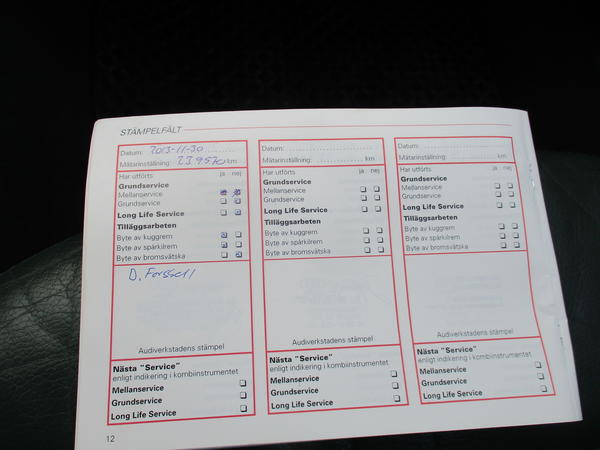 STÄMPELFÄLT
Datum: 2013-11-30
Mätarinställning: 23.9570 km
Har utförts ja nej
Grundservice
Mellanservice
Grundservice
Long Life Service
Tilläggsarbeten
Byte av kuggrem
Byte av spårkilrem
Byte av bromsvätska
D. Forssell
Audiverkstadens stämpel
Nästa "Service"
enligt indikering i kombiinstrumentet
Mellanservice
Grundservice
Long Life Service
Datum:
Mätarinställning: km
Har utförts ja nej
Grundservice
Mellanservice
Grundservice
Long Life Service
Tilläggsarbeten
Byte av kuggrem
Byte av spårkilrem
Byte av bromsvätska
Audiverkstadens stämpel
Nästa "Service"
enligt indikering i kombiinstrumentet
Mellanservice
Grundservice
Long Life Service
Datum:
Mätarinställning: km
Har utförts ja nej
Grundservice
Mellanservice
Grundservice
Long Life Service
Tilläggsarbeten
Byte av kuggrem
Byte av spårkilrem
Byte av bromsvätska
Audiverkstadens stämpel
Nästa "Service"
enligt indikering i kombiinstrumentet
Mellanservice
Grundservice
Long Life Service
12